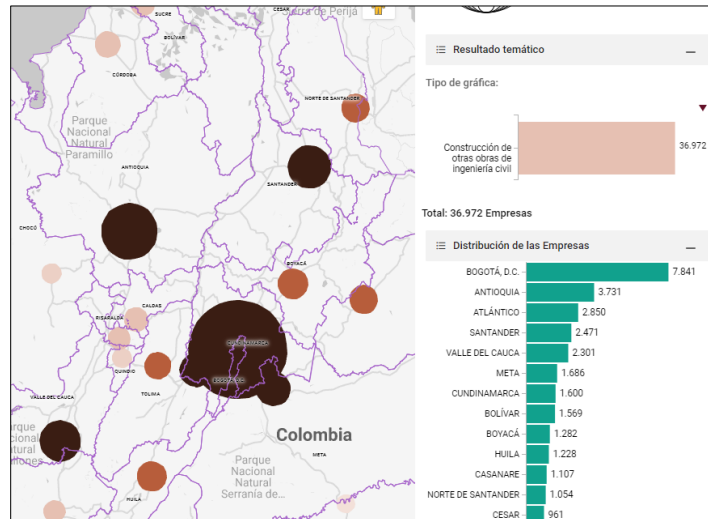 SUCRE
CESAR
Serra de Perijá
BOLÍVAR
CÓRDOBA
NORTE DE SANTANDER
Parque
Nacional
Natural
Paramillo
ANTIOQUIA
SANTANDER
CHOCÓ
BOYACÁ
CALDAS
RISARALDA
CUNDINAMARCA
QUINDIO
BOGOTÁ, D.C.
TOLIMA
VALLE DEL CAUCA
Colombia
META
Parque
Nacional
Natural
Serranía de...
HUILA
Resultado temático
Tipo de gráfica:
Construcción de
otras obras de
ingeniería civil
36.972
Total: 36.972 Empresas
Distribución de las Empresas
BOGOTÁ, D.C. 7.841
ANTIOQUIA 3.731
ATLÁNTICO 2.850
SANTANDER 2.471
VALLE DEL CAUCA 2.301
META 1.686
CUNDINAMARCA 1.600
BOLÍVAR 1.569
BOYACÁ 1.282
HUILA 1.228
CASANARE 1.107
NORTE DE SANTANDER 1.054
CESAR 961